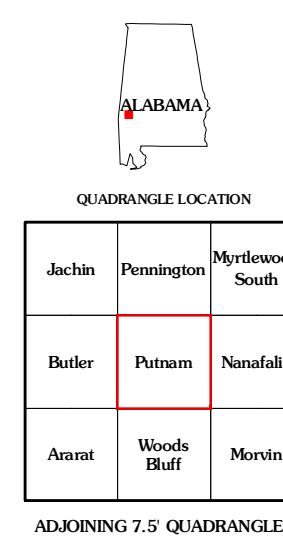 ALABAMA
QUADRANGLE LOCATION
Jachin Pennington Myrtlewoo
South
Butler Putnam Nanafali
Ararat Woods Bluff Morvin
ADJOINING 7.5' QUADRANGLE